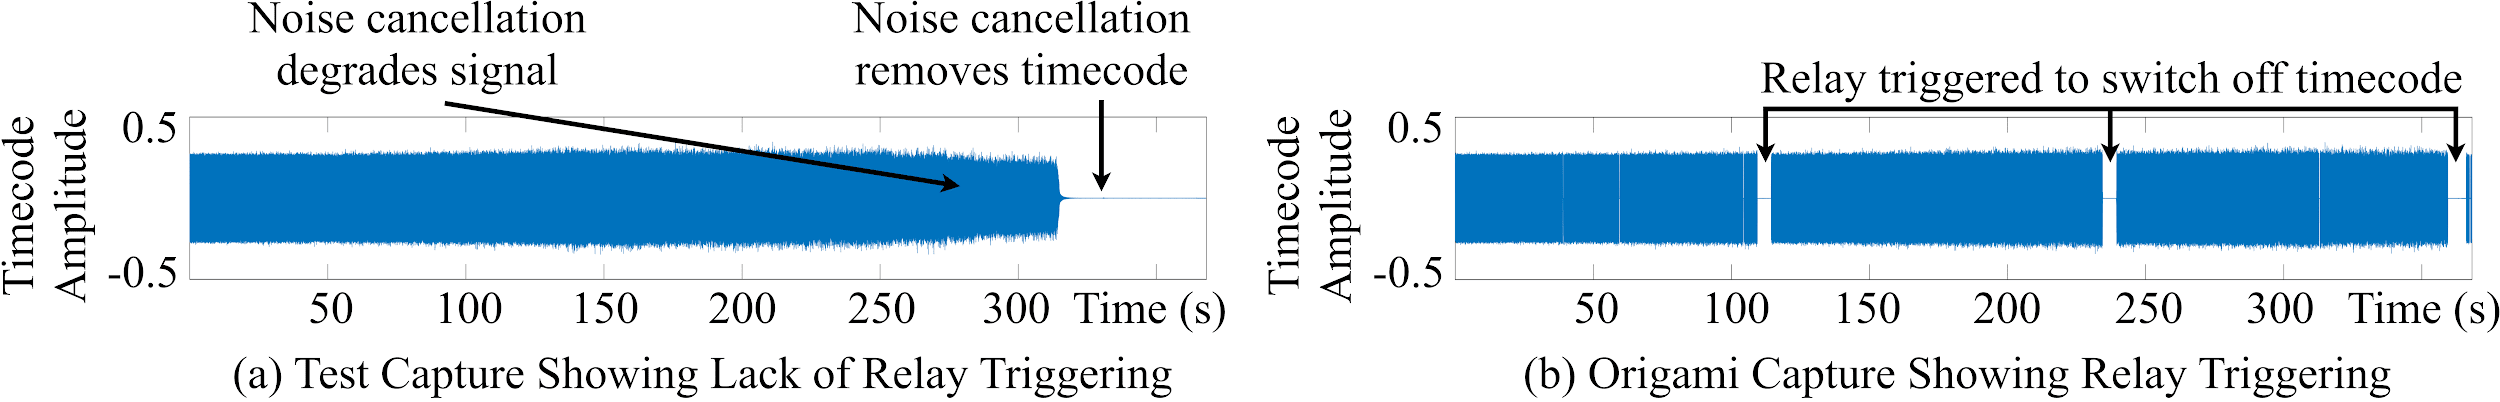 Noise cancellation
degrades signal
Noise cancellation
removes timecode
Timecode
Amplitude
0.5
-0.5
50 100 150 200 250 300 Time (s)
(a) Test Capture Showing Lack of Relay Triggering
Relay triggered to switch off timecode
Timecode
Amplitude
0.5
-0.5
50 100 150 200 250 300 Time (s)
(b) Origami Capture Showing Relay Triggering